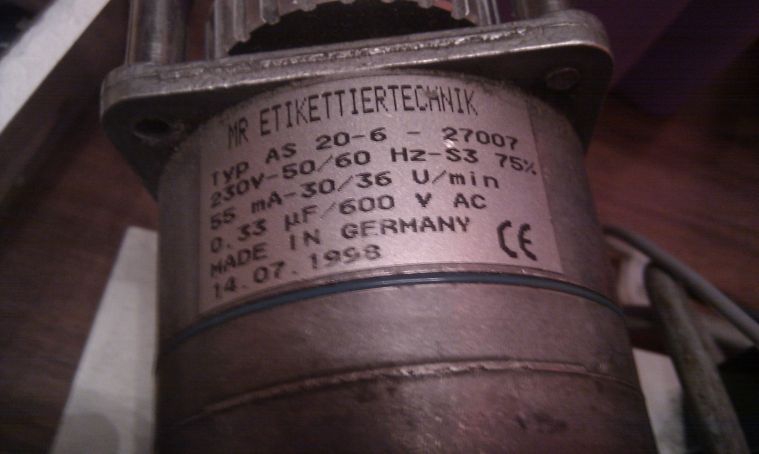 MR ETIKETTIERTECHNIK
Typ AS 20-6 - 27007
230V-50/60 Hz-S3 75%
55 mA-30/36 U/min
0.33 µF/600 V AC
MADE IN GERMANY
14.07.1998
CE